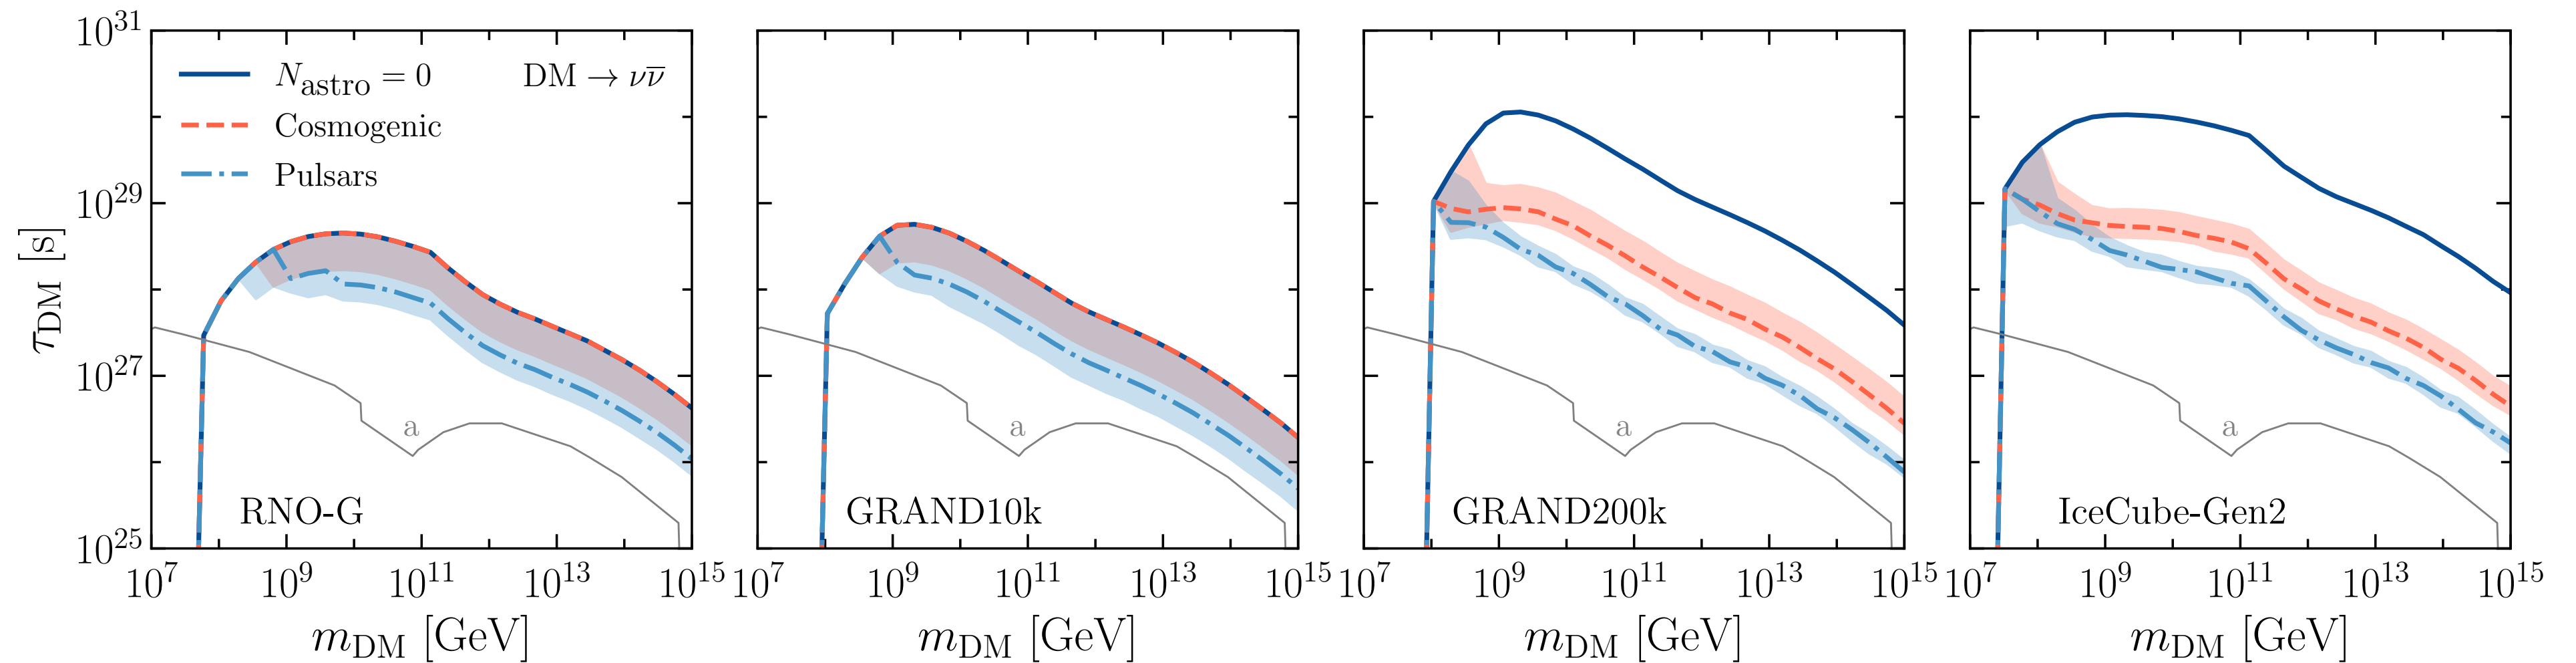 10^31
10^29
10^27
10^25
τ_DM [s]
N_astro = 0
DM → νν̅
Cosmogenic
Pulsars
a
RNO-G
10^7 10^9 10^11 10^13 10^15
m_DM [GeV]
a
GRAND10k
10^7 10^9 10^11 10^13 10^15
m_DM [GeV]
a
GRAND200k
10^7 10^9 10^11 10^13 10^15
m_DM [GeV]
a
IceCube-Gen2
10^7 10^9 10^11 10^13 10^15
m_DM [GeV]